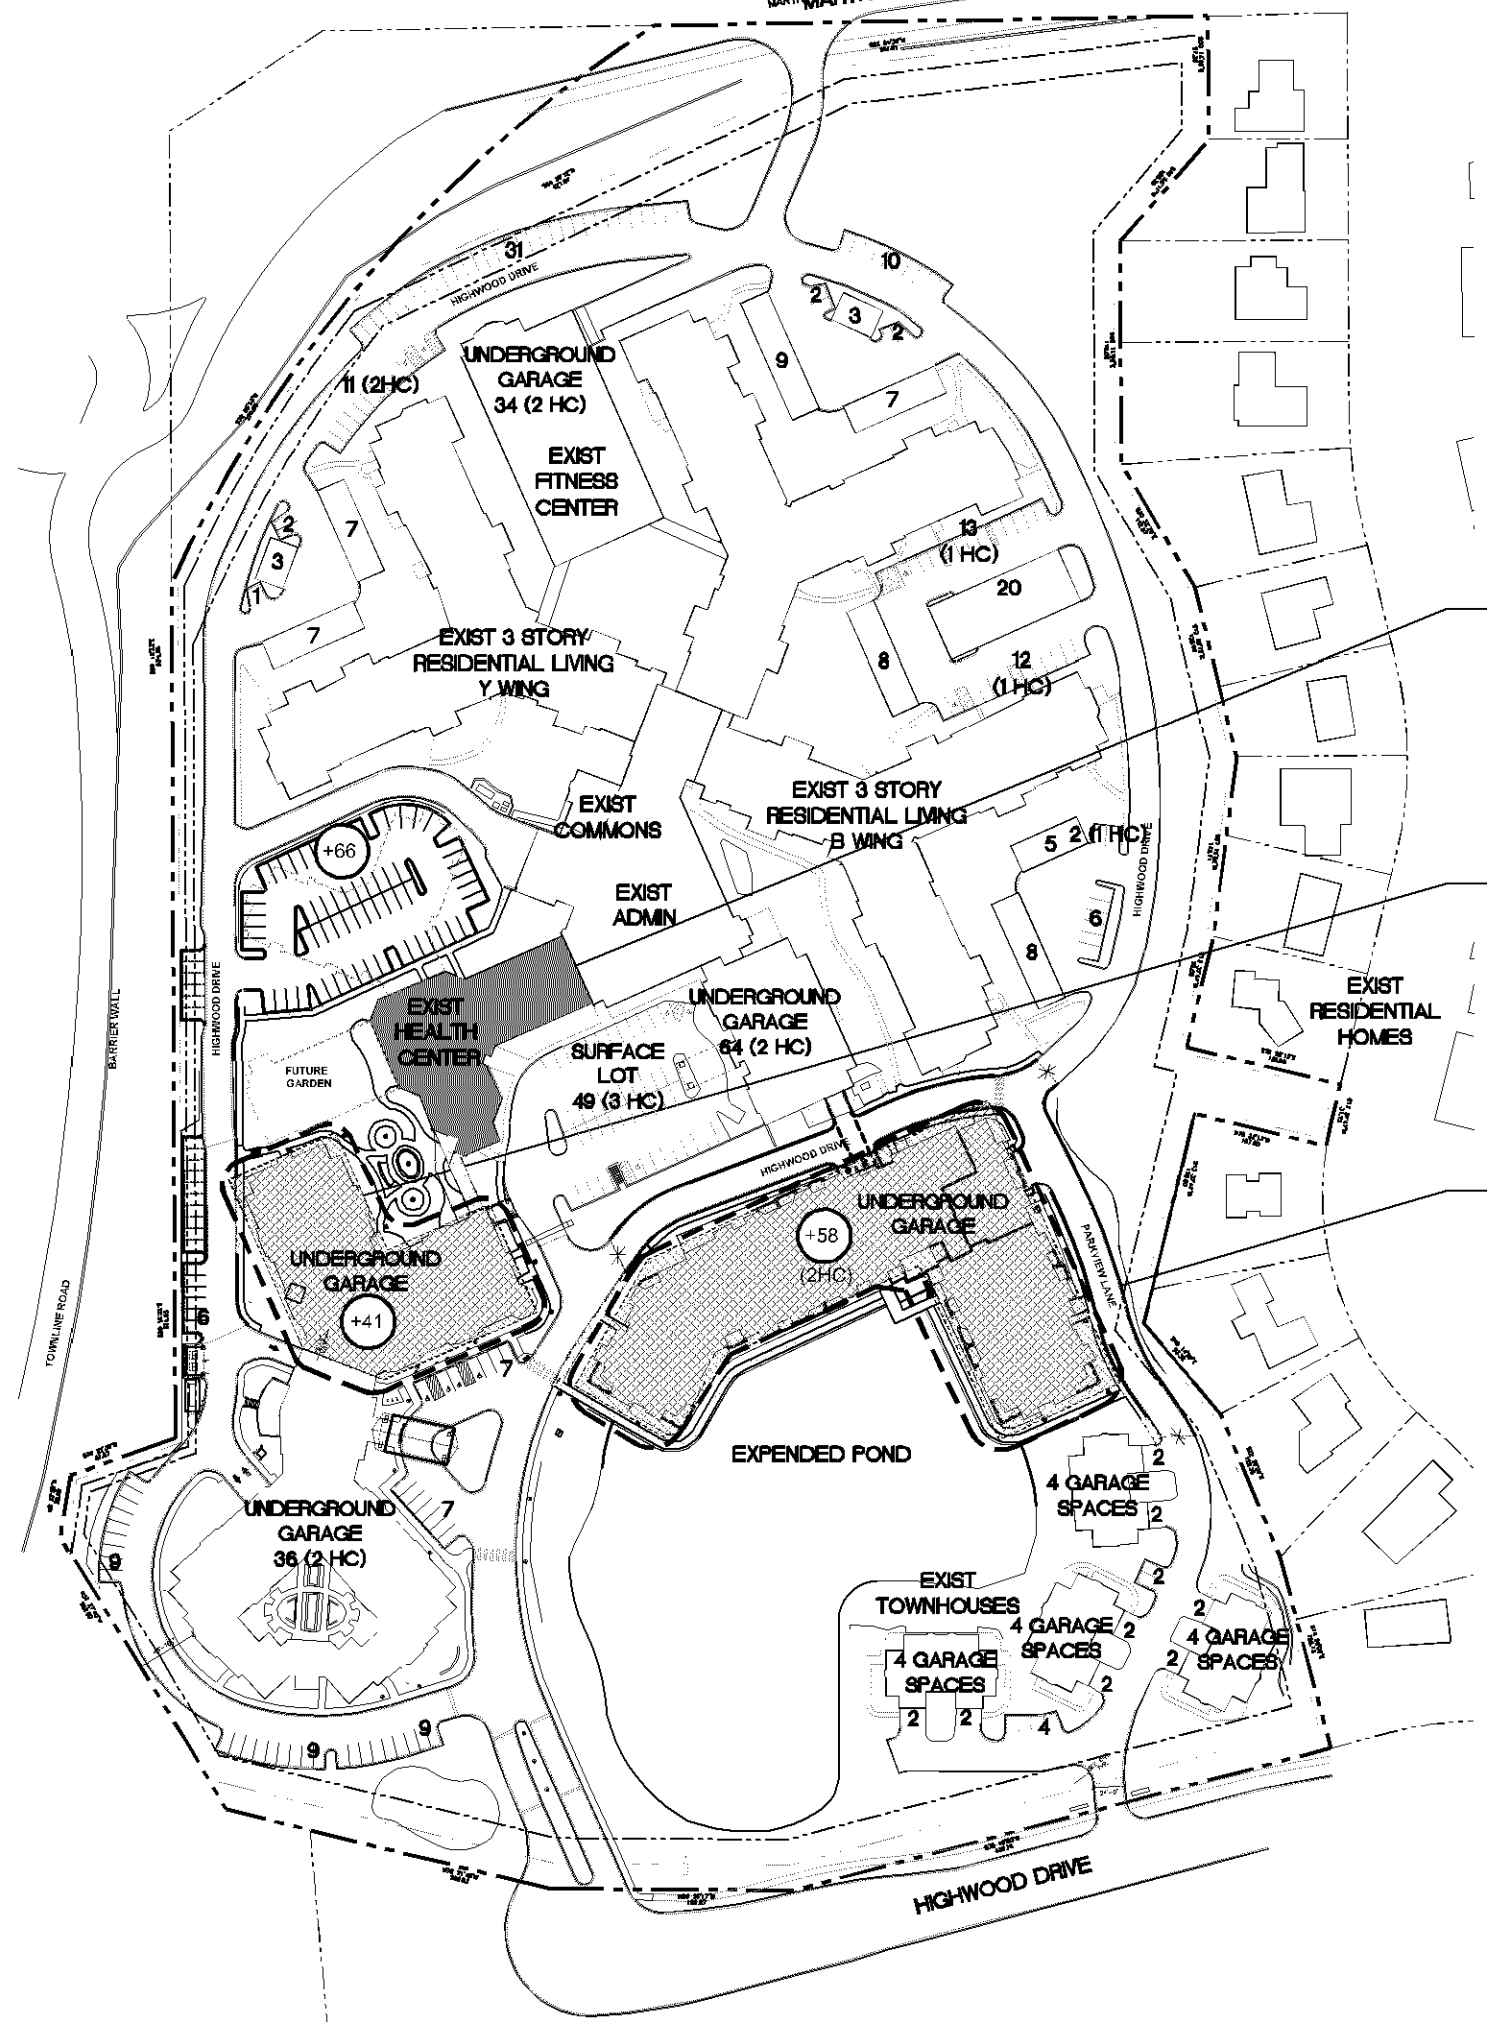 31
HIGHWOOD DRIVE
10
2
3
2
UNDERGROUND
GARAGE
34 (2 HC)
11 (2HC)
9
7
EXIST
FITNESS
CENTER
7
2
3
1
7
13
(1 HC)
20
8
12
(1 HC)
EXIST 3 STORY
RESIDENTIAL LIVING
Y WING
EXIST
COMMONS
EXIST 3 STORY
RESIDENTIAL LIVING
B WING
5
2 (1 HC)
HIGHWOOD DRIVE
+66
EXIST
ADMIN
6
8
HIGHWOOD DRIVE
BARRIER WALL
EXIST
HEALTH
CENTER
UNDERGROUND
GARAGE
64 (2 HC)
EXIST
RESIDENTIAL
HOMES
SURFACE
LOT
49 (3 HC)
FUTURE
GARDEN
HIGHWOOD DRIVE
UNDERGROUND
GARAGE
+58
(2HC)
PARKVIEW LANE
UNDERGROUND
GARAGE
+41
TOWNLINE ROAD
6
7
EXPENDED POND
4 GARAGE
SPACES
2
2
UNDERGROUND
GARAGE
36 (2 HC)
7
9
EXIST
TOWNHOUSES
2
4 GARAGE
SPACES
2
2
2
4 GARAGE
SPACES
2
4 GARAGE
SPACES
2
2
4
9
9
HIGHWOOD DRIVE